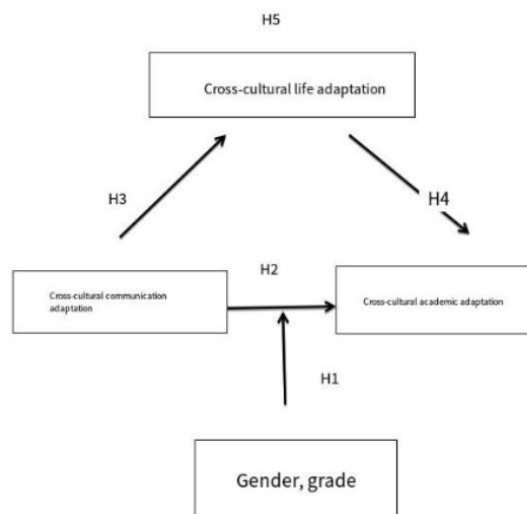 H5
Cross-cultural life adaptation
H3
H4
H2
Cross-cultural communication
adaptation
Cross-cultural academic adaptation
H1
Gender, grade